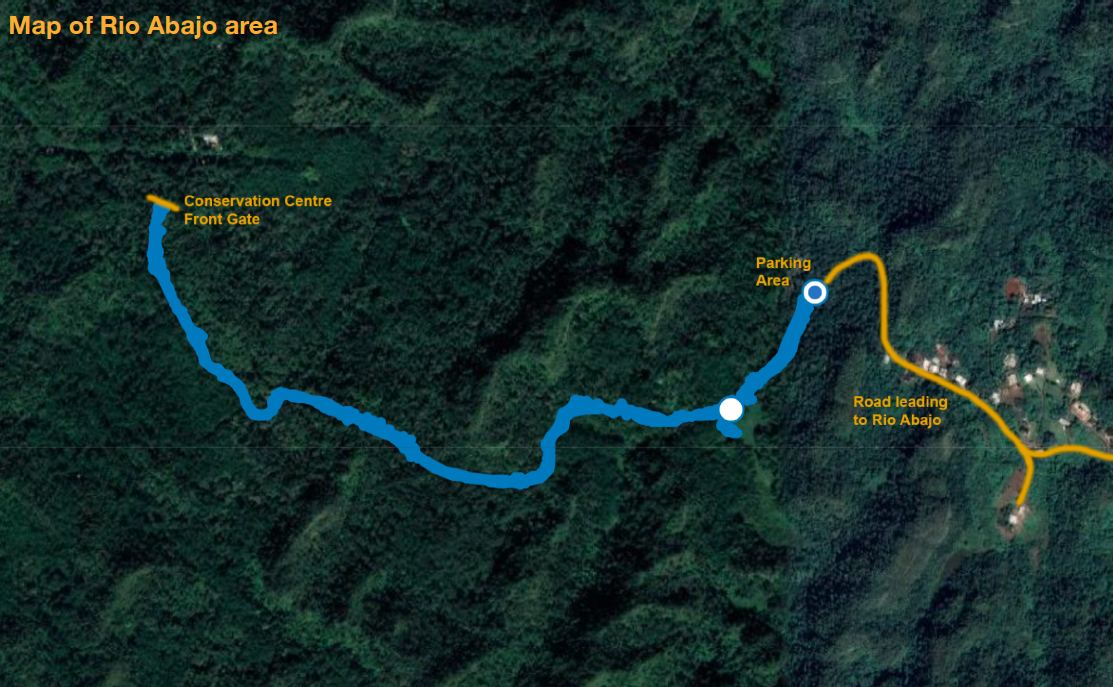 Map of Rio Abajo area
Conservation Centre
Front Gate
Parking
Area
Road leading
to Rio Abajo